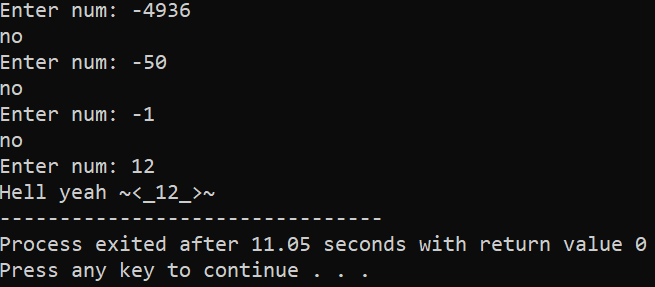 Enter num: -4936
no
Enter num: -50
no
Enter num: -1
no
Enter num: 12
Hell yeah ~<_12_>~
--------------------------------
Process exited after 11.05 seconds with return value 0
Press any key to continue . . .